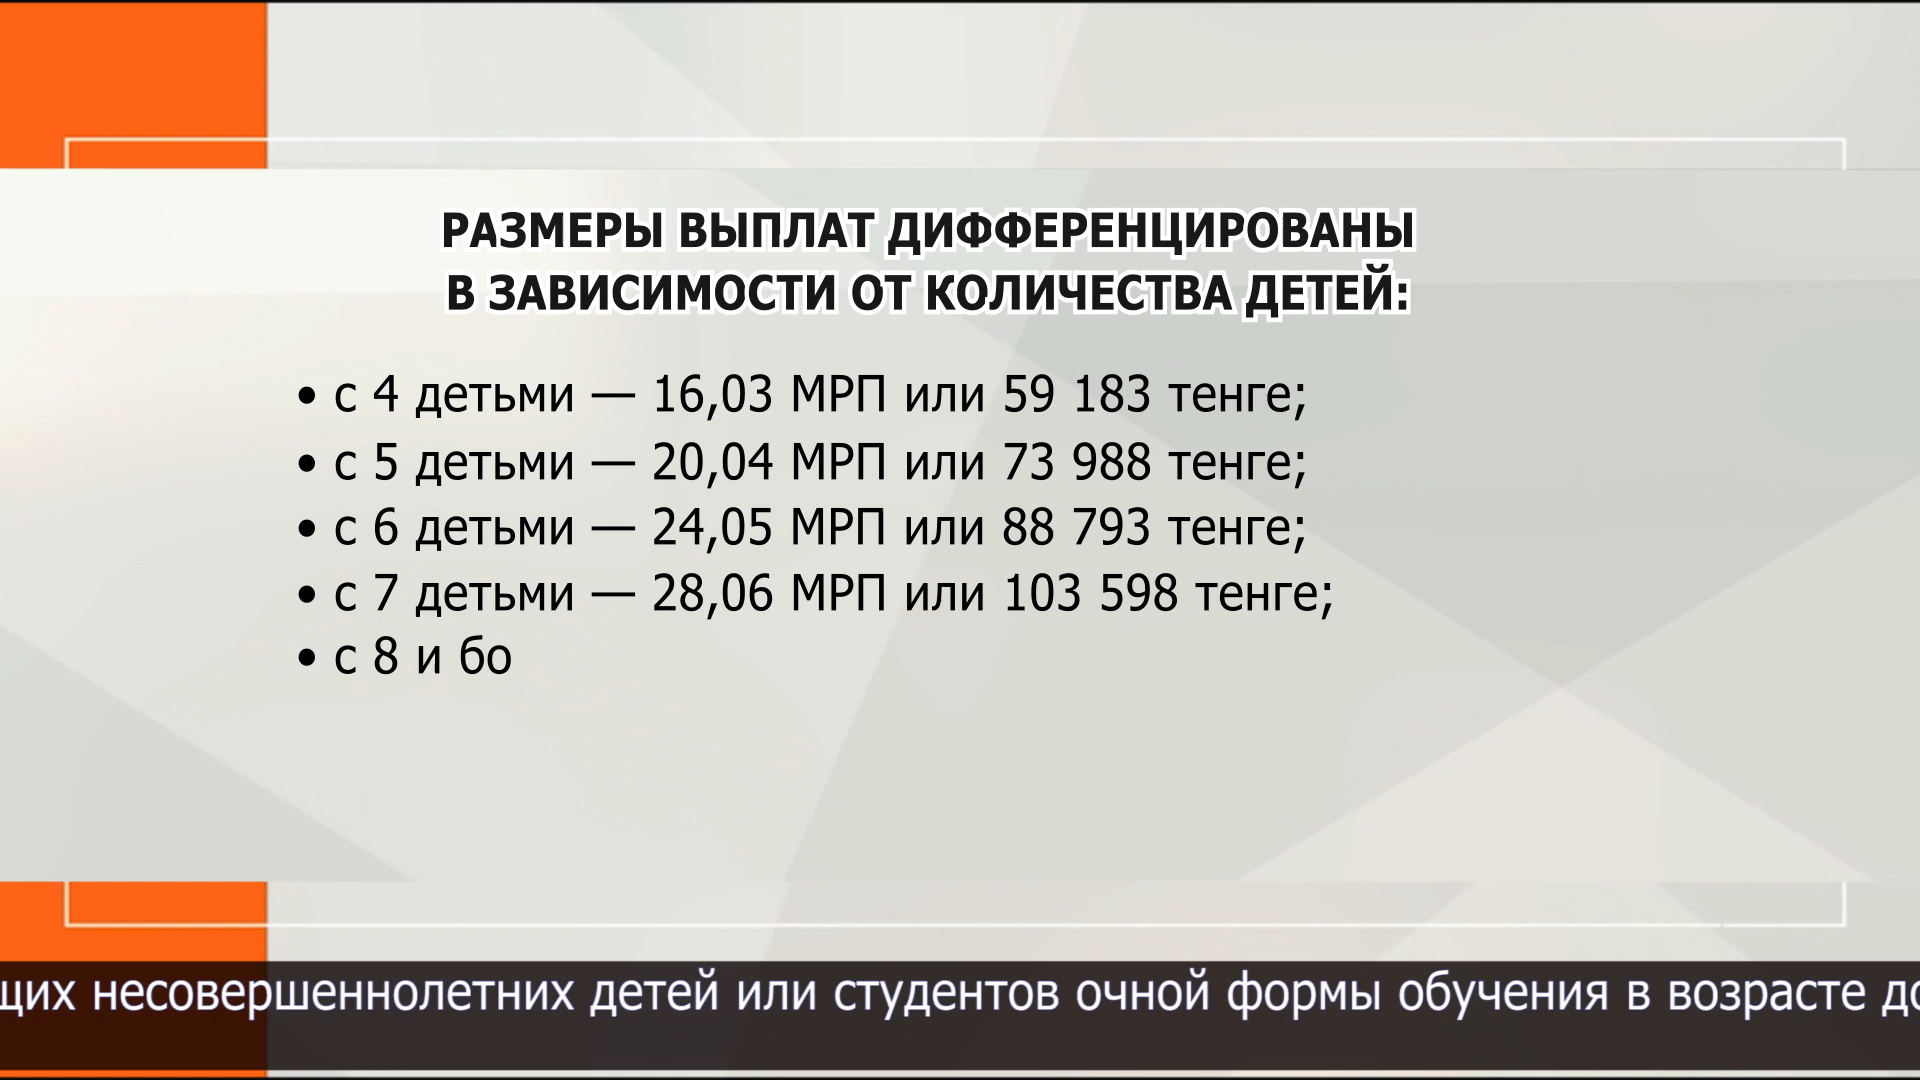 РАЗМЕРЫ ВЫПЛАТ ДИФФЕРЕНЦИРОВАНЫ
В ЗАВИСИМОСТИ ОТ КОЛИЧЕСТВА ДЕТЕЙ:
• с 4 детьми — 16,03 МРП или 59 183 тенге;
• с 5 детьми — 20,04 МРП или 73 988 тенге;
• с 6 детьми — 24,05 МРП или 88 793 тенге;
• с 7 детьми — 28,06 МРП или 103 598 тенге;
• с 8 и бо
щих несовершеннолетних детей или студентов очной формы обучения в возрасте до